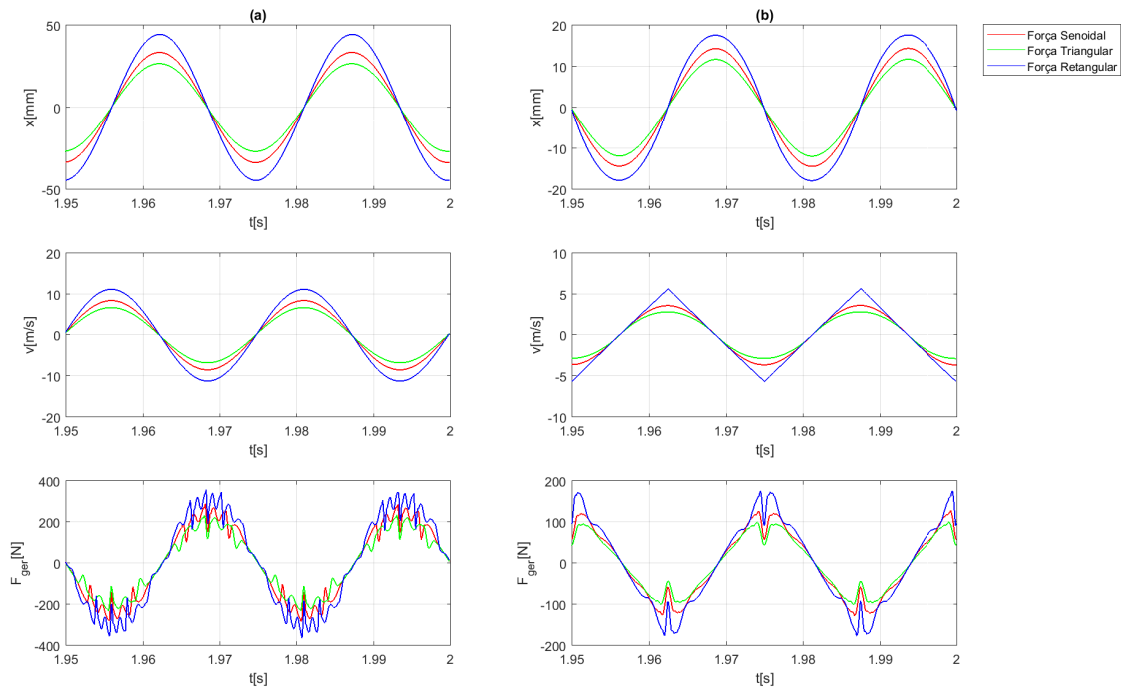 (a)
50
0
-50
x[mm]
1.95 1.96 1.97 1.98 1.99 2
t[s]
(b)
20
10
0
-10
-20
x[mm]
1.95 1.96 1.97 1.98 1.99 2
t[s]
Força Senoidal
Força Triangular
Força Retangular
20
10
0
-10
-20
v[m/s]
1.95 1.96 1.97 1.98 1.99 2
t[s]
10
5
0
-5
-10
v[m/s]
1.95 1.96 1.97 1.98 1.99 2
t[s]
400
200
0
-200
-400
F_ger[N]
1.95 1.96 1.97 1.98 1.99 2
t[s]
200
100
0
-100
-200
F_ger[N]
1.95 1.96 1.97 1.98 1.99 2
t[s]